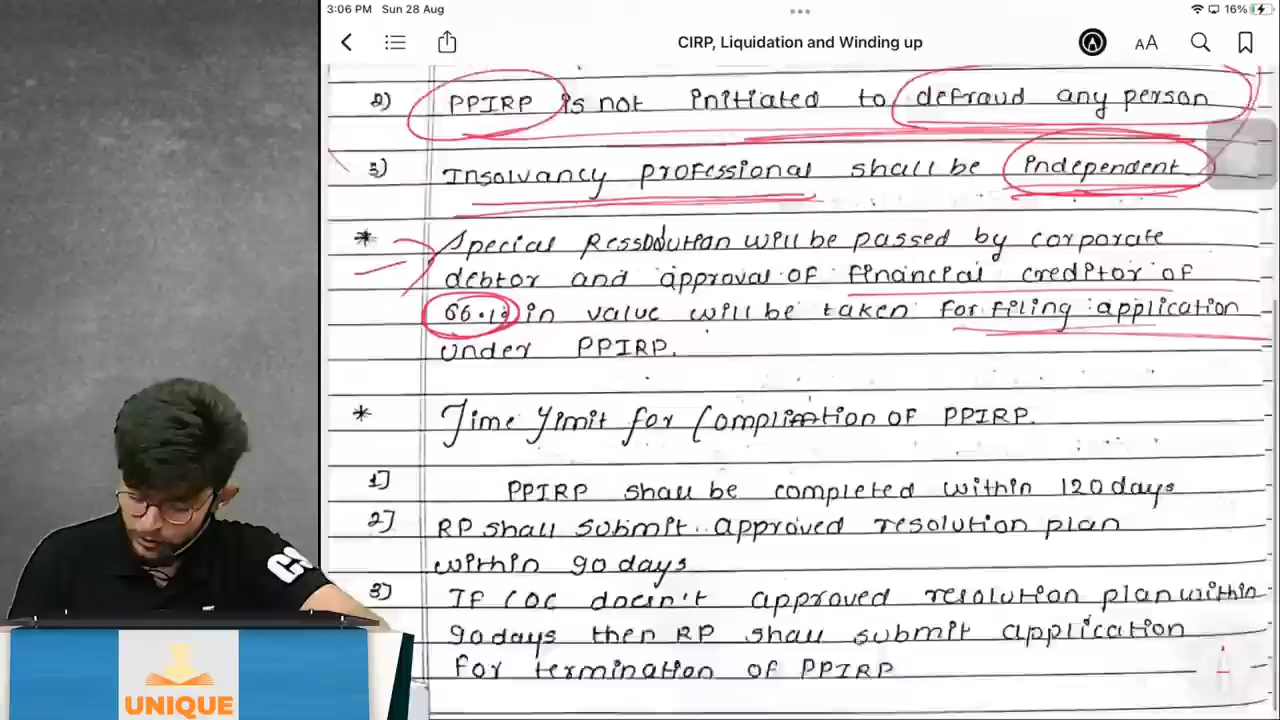 3:06 PM Sun 28 Aug
16%
CIRP, Liquidation and Winding up
AA
2) PPIRP is not initiated to defraud any person
3) Insolvancy professional shall be independent
* Special Ressolution will be passed by corporate
debtor and approval of financial creditor of
66.1% in value will be taken for filing application
under PPIRP.
* Time limit for Complition of PPIRP.
1] PPIRP shall be completed within 120 days
2] RP shall submit approved resolution plan
within 90 days
3) If COC doesn't approved resolution plan within
90 days then RP shall submit application
for termination of PPIRP
UNIQUE